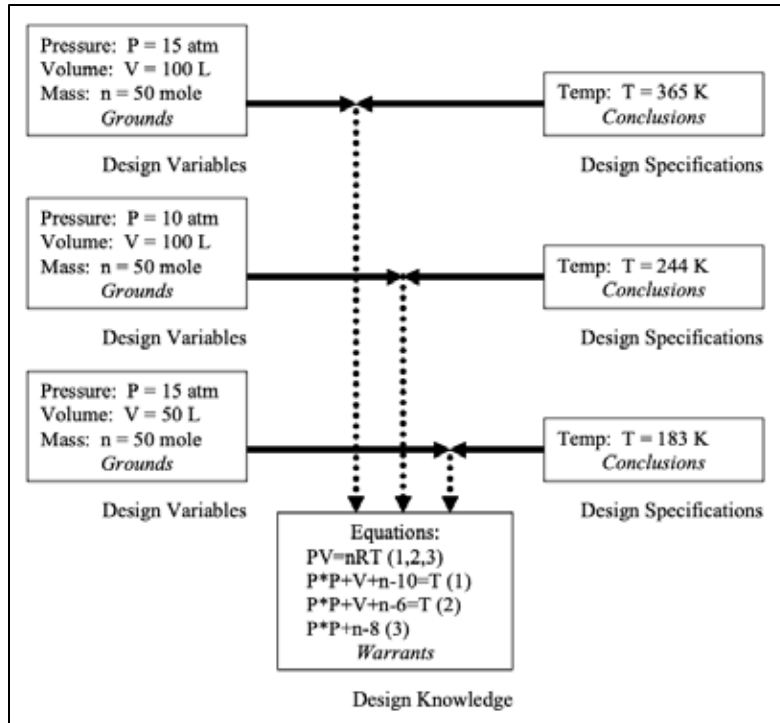 Pressure: P = 15 atm
Volume: V = 100 L
Mass: n = 50 mole
Grounds
Design Variables
Temp: T = 365 K
Conclusions
Design Specifications
Pressure: P = 10 atm
Volume: V = 100 L
Mass: n = 50 mole
Grounds
Design Variables
Temp: T = 244 K
Conclusions
Design Specifications
Pressure: P = 15 atm
Volume: V = 50 L
Mass: n = 50 mole
Grounds
Design Variables
Temp: T = 183 K
Conclusions
Design Specifications
Equations:
PV=nRT (1,2,3)
P*P+V+n-10=T (1)
P*P+V+n-6=T (2)
P*P+n-8 (3)
Warrants
Design Knowledge